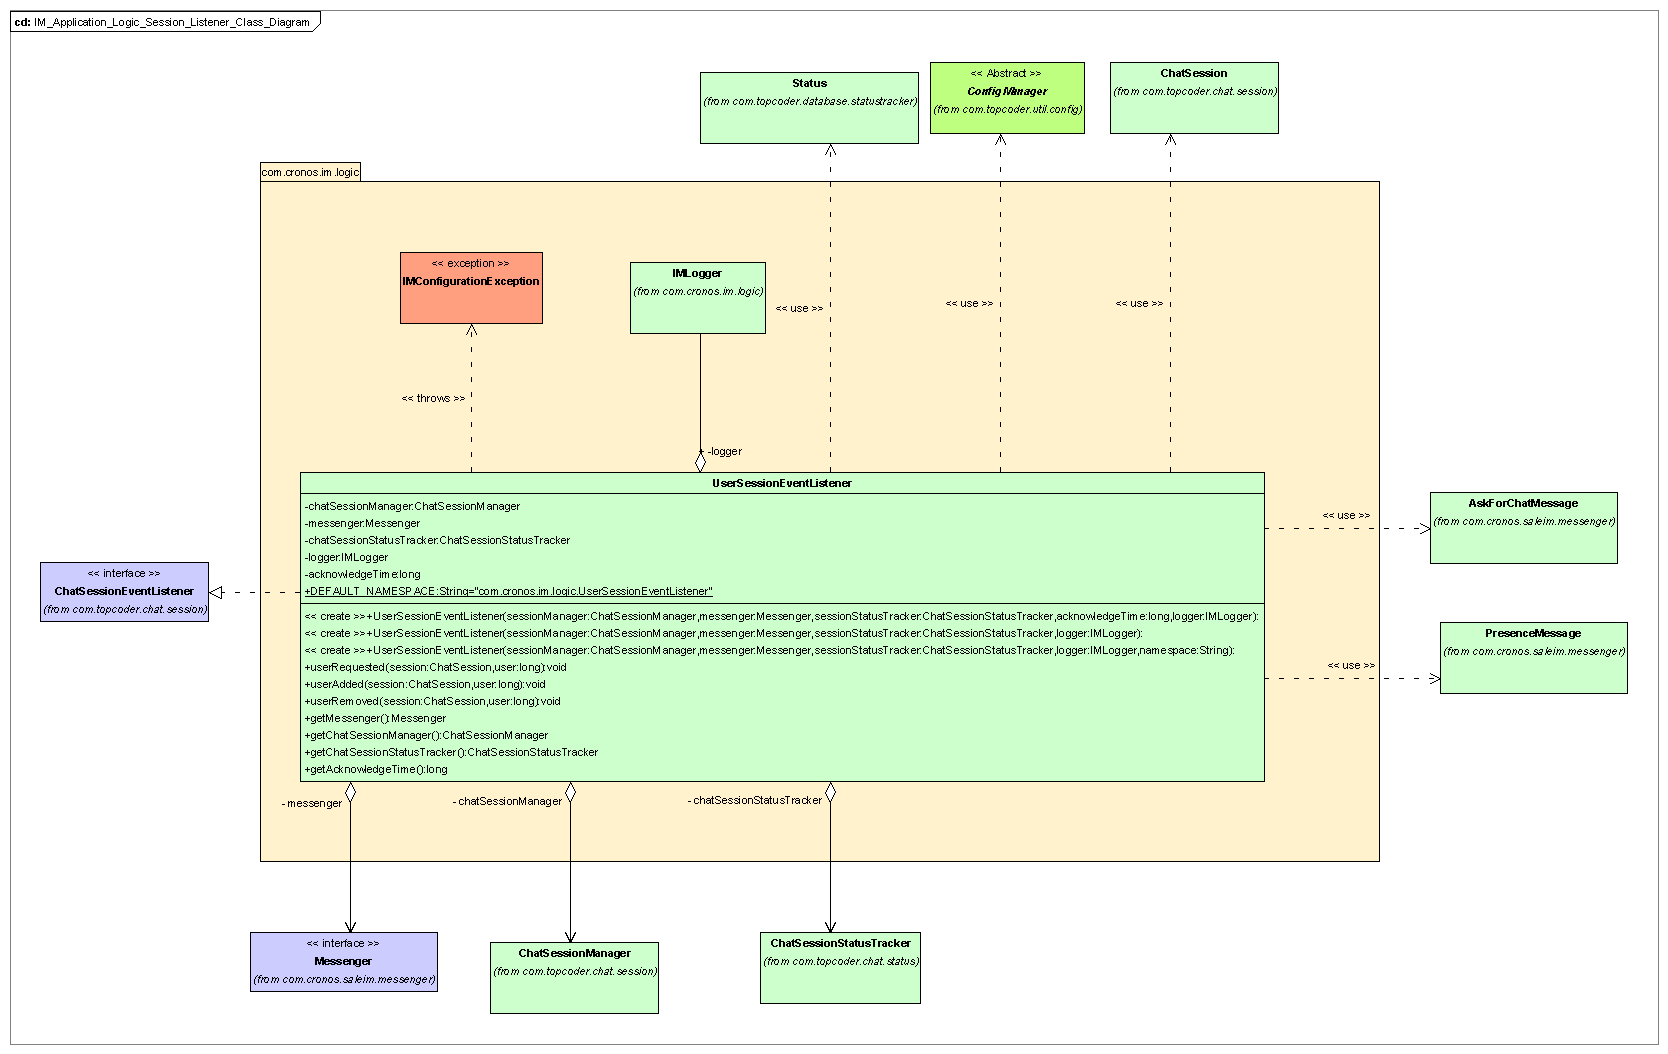 cd: IM_Application_Logic_Session_Listener_Class_Diagram
Status
(from com.topcoder.database.statustracker)
<< Abstract >>
ConfigManager
(from com.topcoder.util.config)
ChatSession
(from com.topcoder.chat.session)
com.cronos.im.logic
<< exception >>
IMConfigurationException
IMLogger
(from com.cronos.im.logic)
<< use >>
<< use >>
<< use >>
<< throws >>
-logger
UserSessionEventListener
-chatSessionManager:ChatSessionManager
-messenger:Messenger
-chatSessionStatusTracker:ChatSessionStatusTracker
-logger:IMLogger
-acknowledgeTime:long
+DEFAULT_NAMESPACE:String="com.cronos.im.logic.UserSessionEventListener"
<< create >>+UserSessionEventListener(sessionManager:ChatSessionManager,messenger:Messenger,sessionStatusTracker:ChatSessionStatusTracker,acknowledgeTime:long,logger:IMLogger):
<< create >>+UserSessionEventListener(sessionManager:ChatSessionManager,messenger:Messenger,sessionStatusTracker:ChatSessionStatusTracker,logger:IMLogger):
<< create >>+UserSessionEventListener(sessionManager:ChatSessionManager,messenger:Messenger,sessionStatusTracker:ChatSessionStatusTracker,logger:IMLogger,namespace:String):
+userRequested(session:ChatSession,user:long):void
+userAdded(session:ChatSession,user:long):void
+userRemoved(session:ChatSession,user:long):void
+getMessenger():Messenger
+getChatSessionManager():ChatSessionManager
+getChatSessionStatusTracker():ChatSessionStatusTracker
+getAcknowledgeTime():long
<< interface >>
ChatSessionEventListener
(from com.topcoder.chat.session)
<< use >>
AskForChatMessage
(from com.cronos.saleim.messenger)
<< use >>
PresenceMessage
(from com.cronos.saleim.messenger)
- messenger
- chatSessionManager
- chatSessionStatusTracker
<< interface >>
Messenger
(from com.cronos.saleim.messenger)
ChatSessionManager
(from com.topcoder.chat.session)
ChatSessionStatusTracker
(from com.topcoder.chat.status)